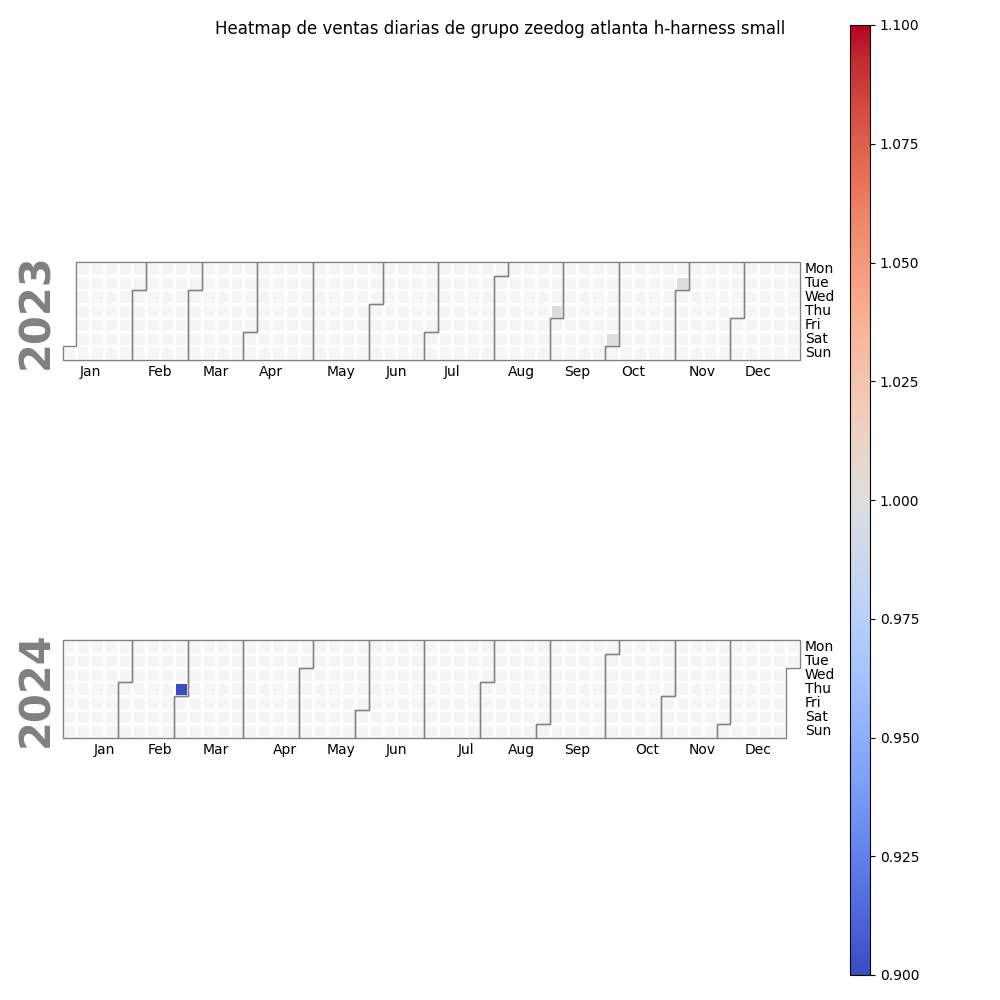 Heatmap de ventas diarias de grupo zeedog atlanta h-harness small
2023
Mon
Tue
Wed
Thu
Fri
Sat
Sun
Jan Feb Mar Apr May Jun Jul Aug Sep Oct Nov Dec
2024
Mon
Tue
Wed
Thu
Fri
Sat
Sun
Jan Feb Mar Apr May Jun Jul Aug Sep Oct Nov Dec
1.100
1.075
1.050
1.025
1.000
0.975
0.950
0.925
0.900